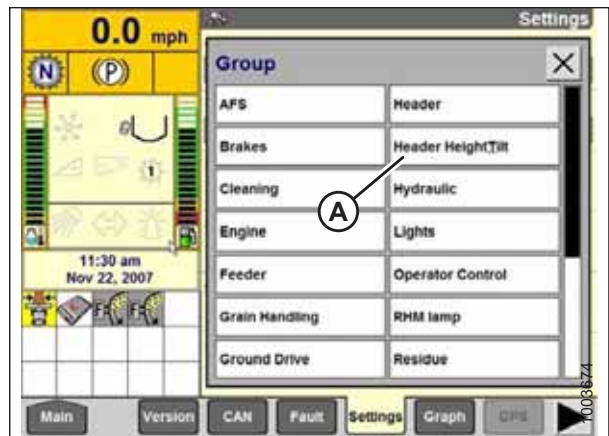 0.0 mph
Settings
N
(P)
Group
X
AFS
Header
Brakes
Header Height/Tilt
Cleaning
Hydraulic
A
Engine
Lights
1
11:30 am
Nov 22, 2007
Feeder
Operator Control
Grain Handling
RHM lamp
Ground Drive
Residue
Main
Version
CAN
Fault
Settings
Graph
GPS
1003674